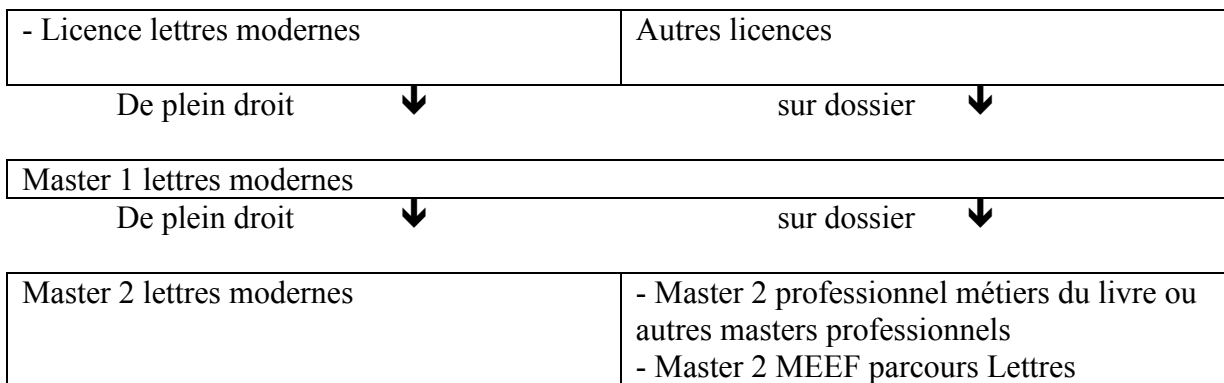 - Licence lettres modernes
Autres licences
De plein droit
sur dossier
Master 1 lettres modernes
De plein droit
sur dossier
Master 2 lettres modernes
- Master 2 professionnel métiers du livre ou
autres masters professionnels
- Master 2 MEEF parcours Lettres